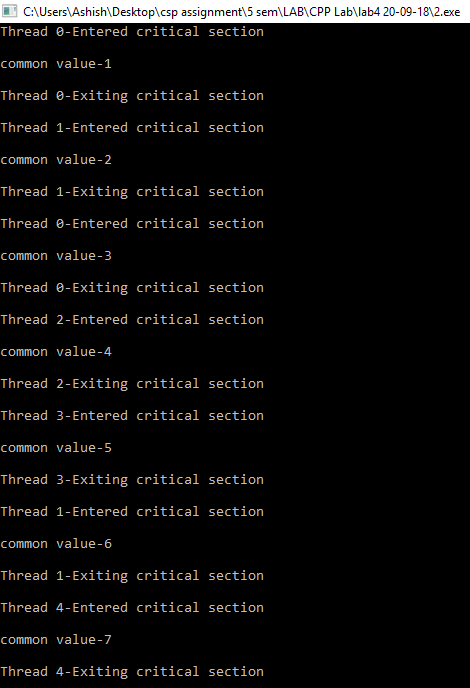 C:\Users\Ashish\Desktop\csp assignment\5 sem\LAB\CPP Lab\lab4 20-09-18\2.exe
Thread 0-Entered critical section
common value-1
Thread 0-Exiting critical section
Thread 1-Entered critical section
common value-2
Thread 1-Exiting critical section
Thread 0-Entered critical section
common value-3
Thread 0-Exiting critical section
Thread 2-Entered critical section
common value-4
Thread 2-Exiting critical section
Thread 3-Entered critical section
common value-5
Thread 3-Exiting critical section
Thread 1-Entered critical section
common value-6
Thread 1-Exiting critical section
Thread 4-Entered critical section
common value-7
Thread 4-Exiting critical section